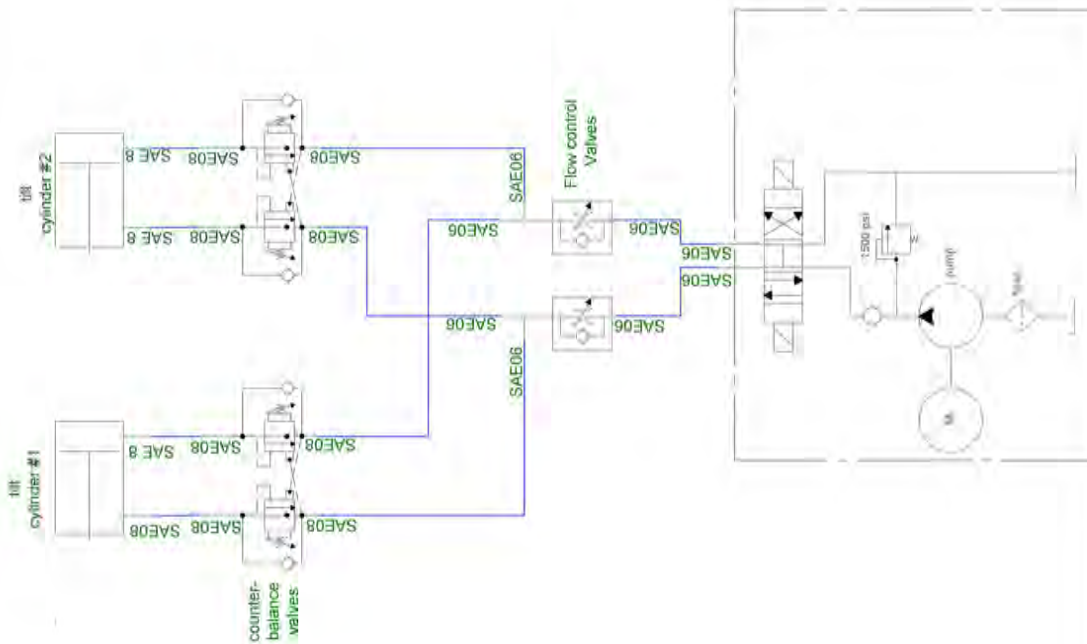 tilt
cylinder #2
SAE 8
SAE 8
SAE08
SAE08
SAE08
SAE08
SAE06
SAE06
SAE06
Flow control
Valves
SAE06
SAE06
SAE06
SAE06
1500 psi
pump
M
tilt
cylinder #1
SAE 8
SAE08
SAE08
SAE08
SAE08
SAE08
SAE06
counter-
balance
valves